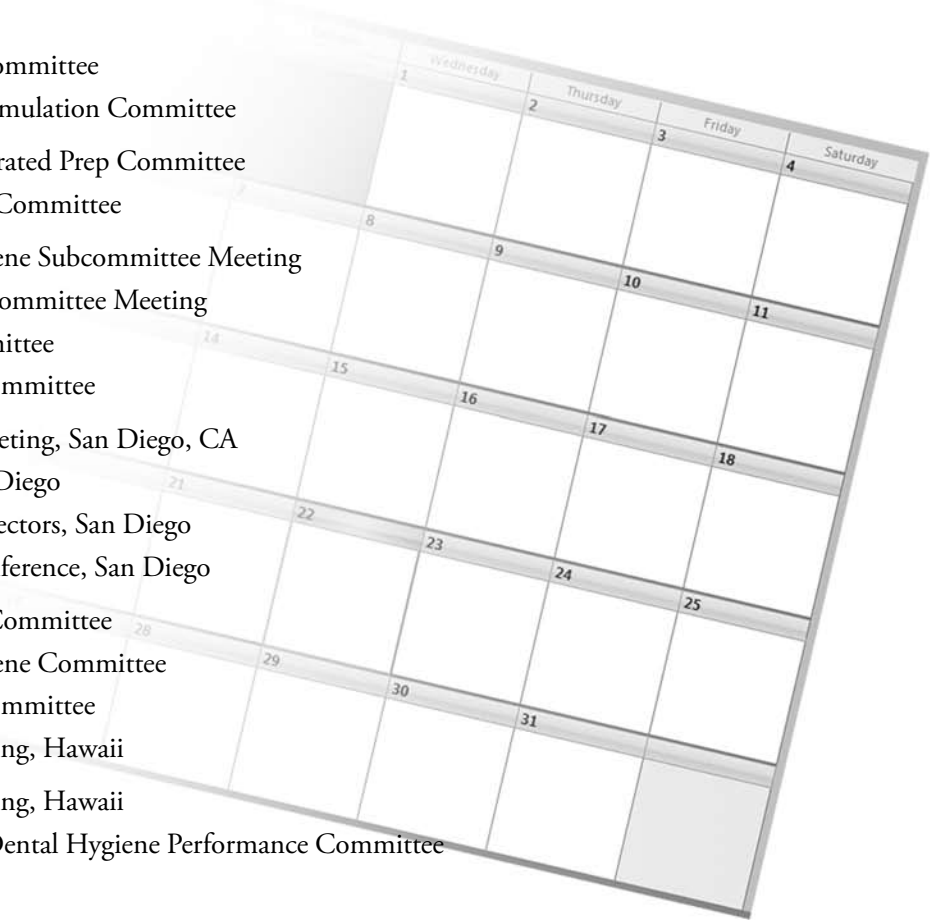 ommittee
mulation Committee
rated Prep Committee
Committee
ene Subcommittee Meeting
ommittee Meeting
mittee
mmittee
eting, San Diego, CA
Diego
ectors, San Diego
ference, San Diego
Committee
ene Committee
mmittee
ng, Hawaii
ng, Hawaii
Dental Hygiene Performance Committee
Wednesday Thursday Friday Saturday
1 2 3 4
8 9 10 11
14 15 16 17 18
21 22 23 24 25
28 29 30 31